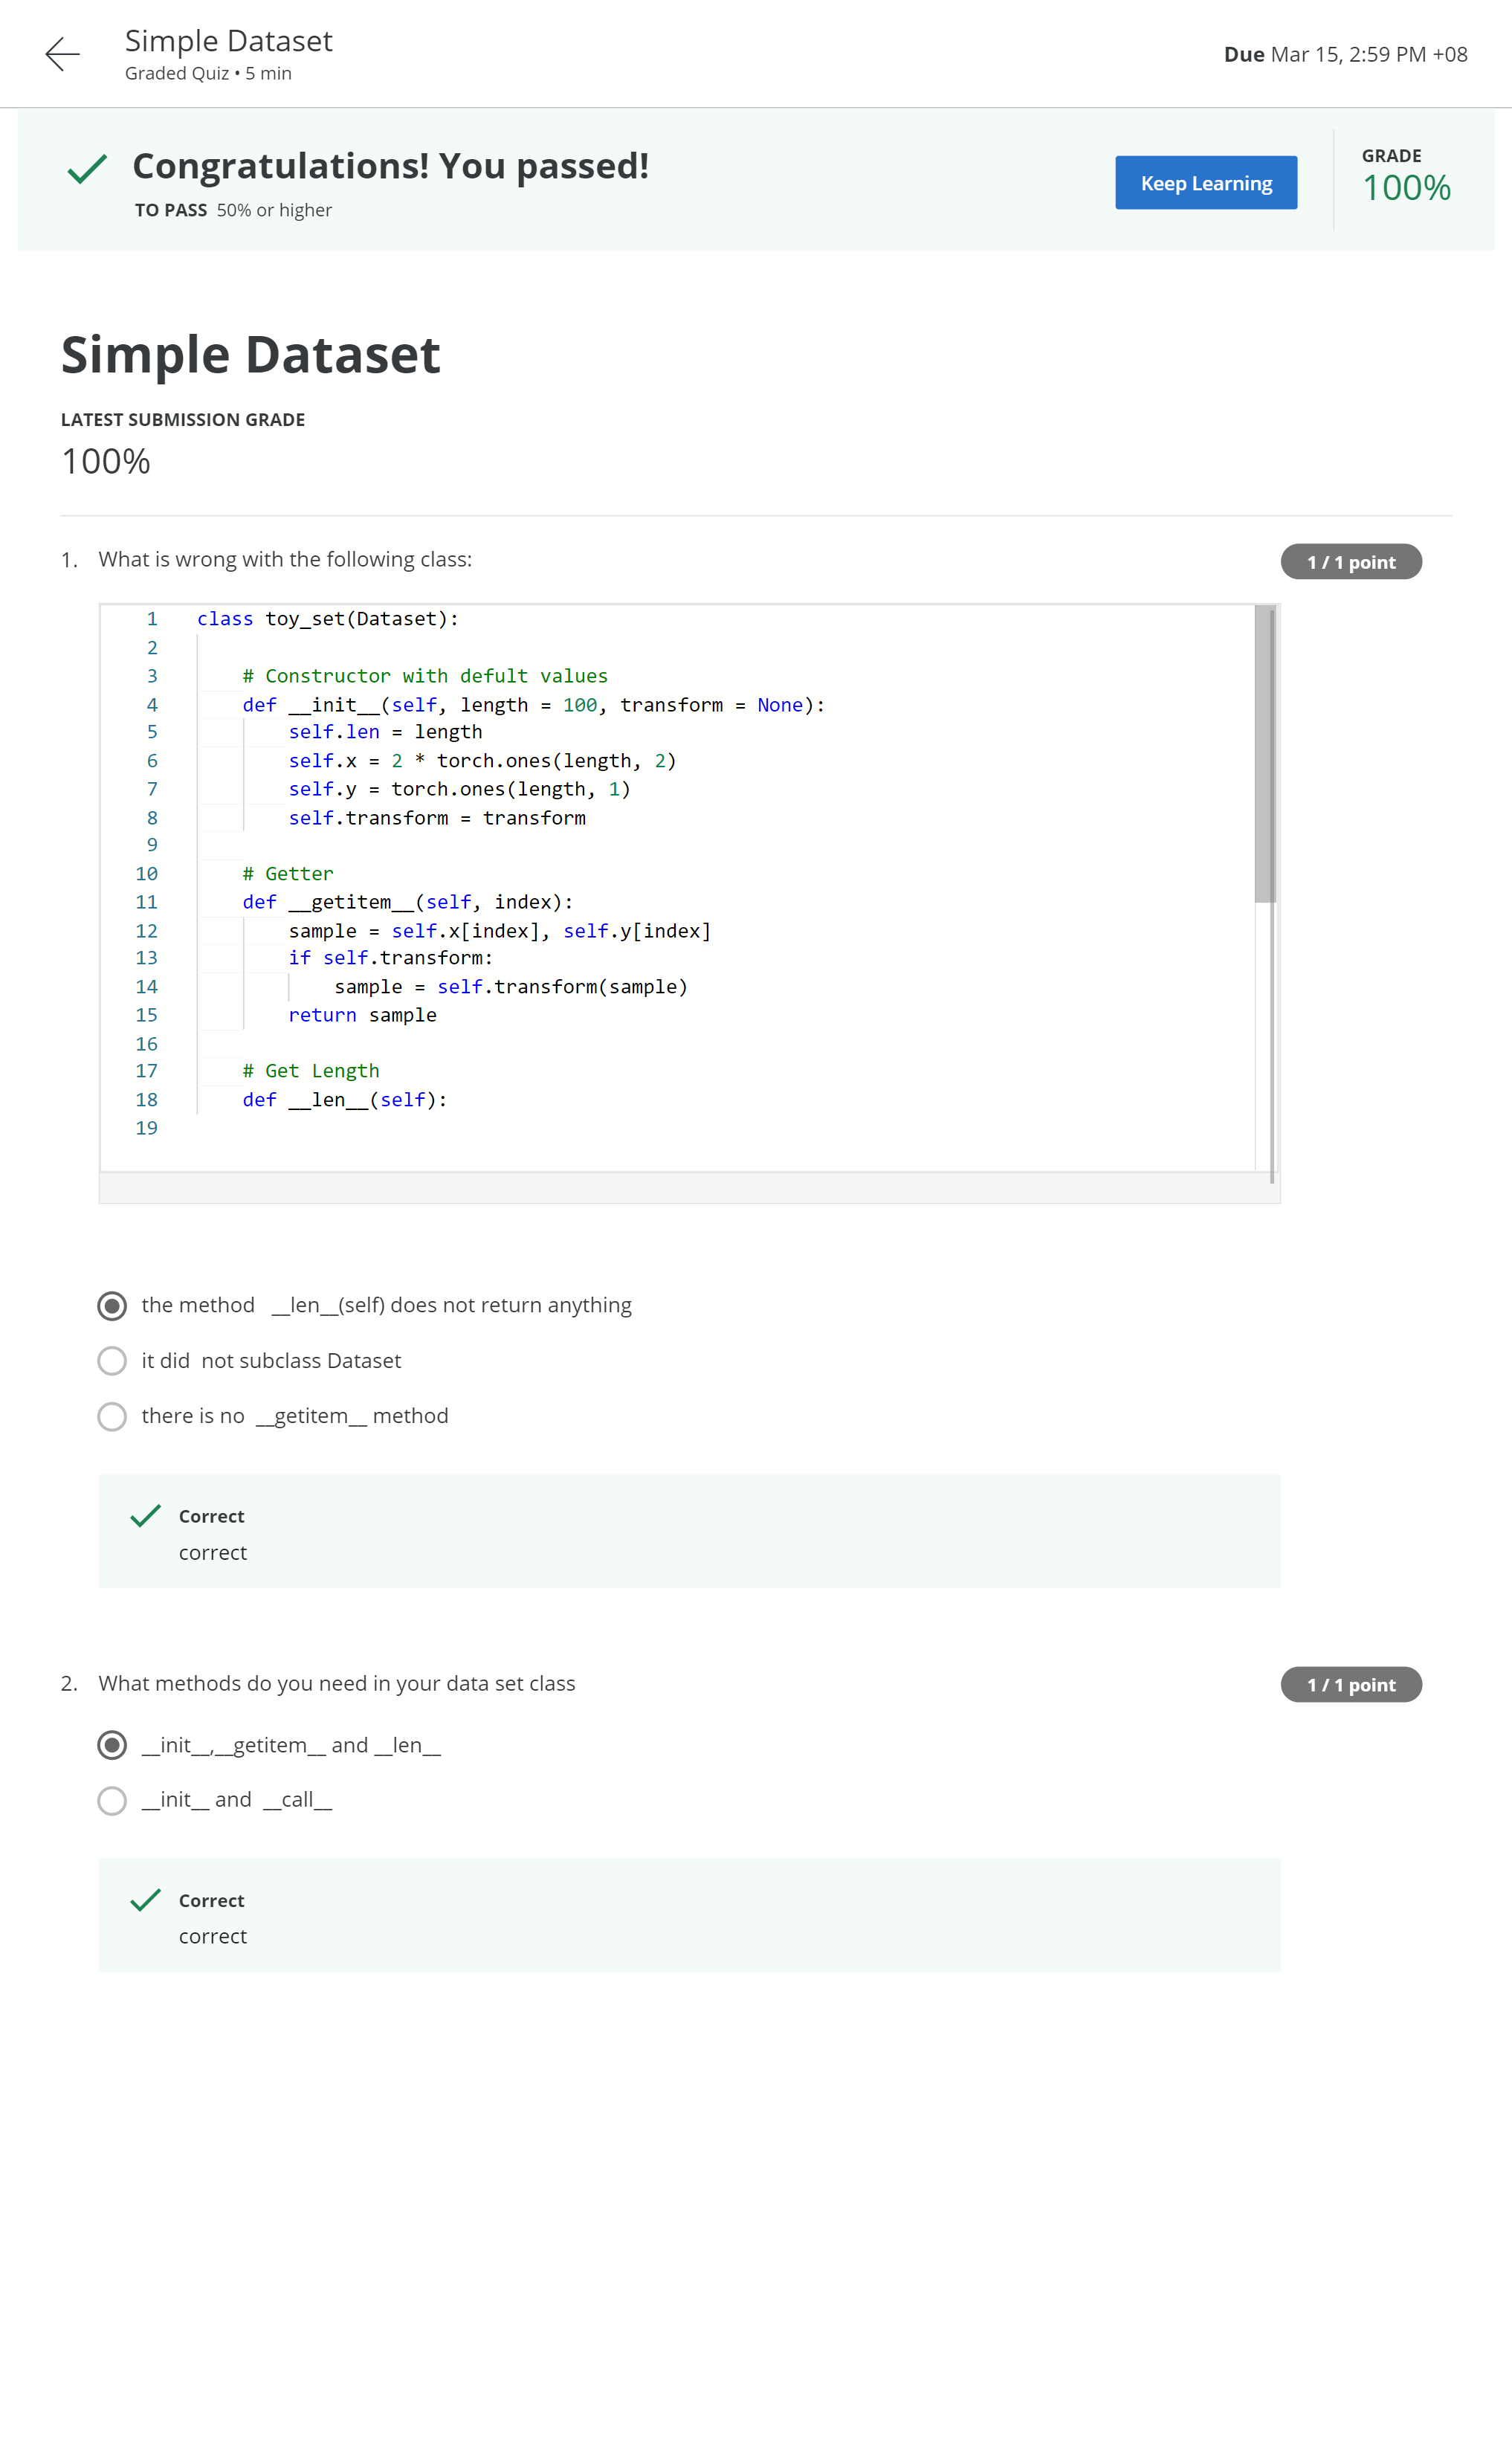 Simple Dataset
Graded Quiz • 5 min
Due Mar 15, 2:59 PM +08
Congratulations! You passed!
TO PASS 50% or higher
Keep Learning
GRADE
100%
Simple Dataset
LATEST SUBMISSION GRADE
100%
1. What is wrong with the following class:
1 / 1 point
1 class toy_set(Dataset):
2
3     # Constructor with defult values
4     def __init__(self, length = 100, transform = None):
5         self.len = length
6         self.x = 2 * torch.ones(length, 2)
7         self.y = torch.ones(length, 1)
8         self.transform = transform
9
10     # Getter
11     def __getitem__(self, index):
12         sample = self.x[index], self.y[index]
13         if self.transform:
14             sample = self.transform(sample)
15         return sample
16
17     # Get Length
18     def __len__(self):
19
the method __len__(self) does not return anything
it did not subclass Dataset
there is no __getitem__ method
Correct
correct
2. What methods do you need in your data set class
1 / 1 point
__init__,__getitem__ and __len__
__init__ and __call__
Correct
correct